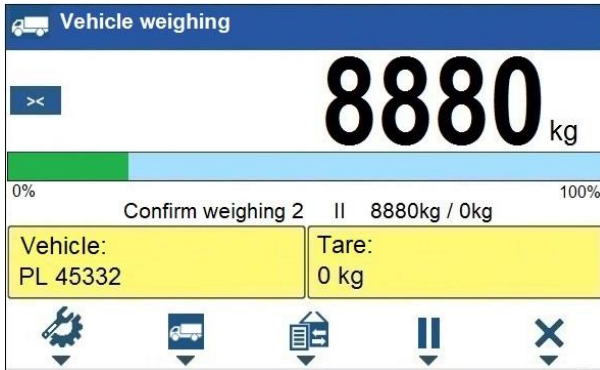 Vehicle weighing
><
8880 kg
0% 100%
Confirm weighing 2 II 8880kg / 0kg
Vehicle:
PL 45332
Tare:
0 kg